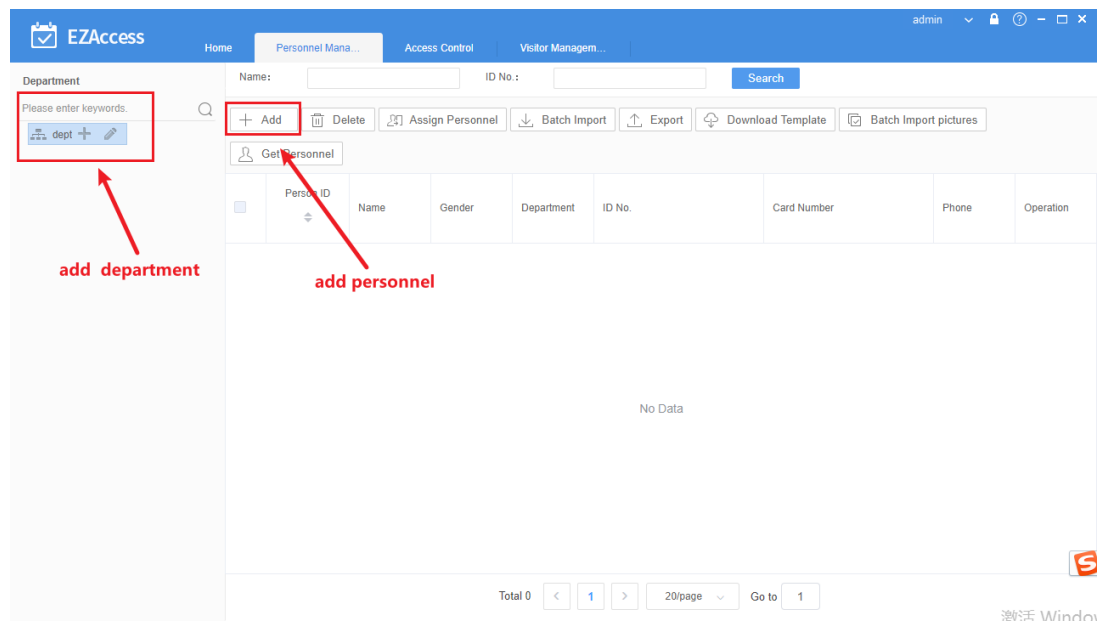 admin
EZAccess
Home Personnel Mana... Access Control Visitor Managem...
Department
Name: ID No.: Search
Please enter keywords.
dept
Add Delete Assign Personnel Batch Import Export Download Template Batch Import pictures
Get Personnel
Person ID Name Gender Department ID No. Card Number Phone Operation
add department
add personnel
No Data
Total 0 < 1 > 20/page Go to 1
激活 Window